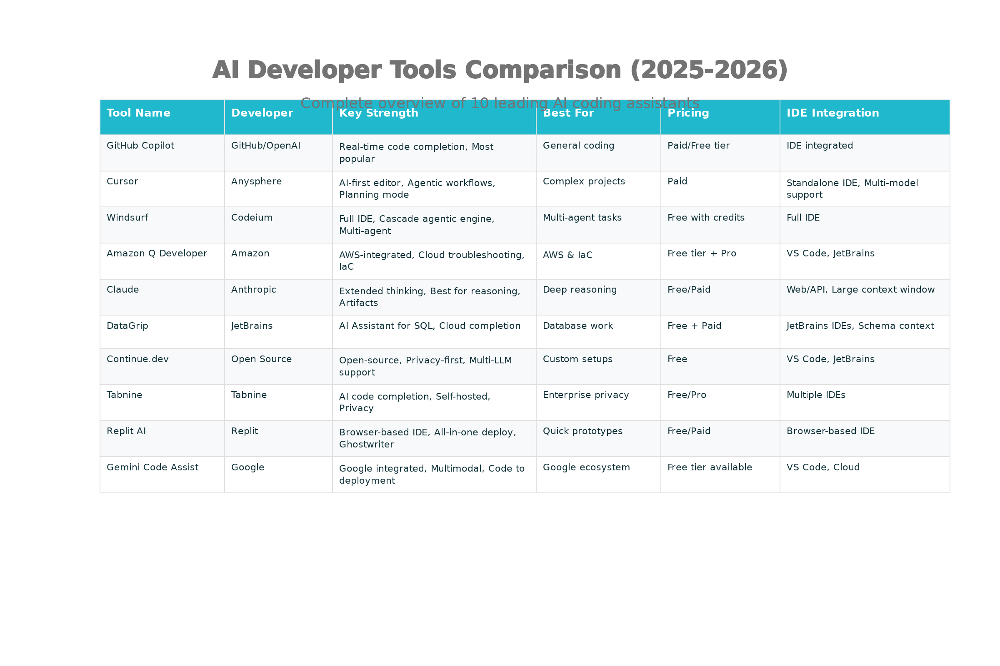 AI Developer Tools Comparison (2025-2026)
Complete overview of 10 leading AI coding assistants
Tool Name Developer Key Strength Best For Pricing IDE Integration
GitHub Copilot GitHub/OpenAI Real-time code completion, Most General coding Paid/Free tier IDE integrated
popular
Cursor Anysphere AI-first editor, Agentic workflows, Complex projects Paid Standalone IDE, Multi-model
Planning mode support
Windsurf Codeium Full IDE, Cascade agentic engine, Multi-agent tasks Free with credits Full IDE
Multi-agent
Amazon Q Developer Amazon AWS-integrated, Cloud troubleshooting, AWS & IaC Free tier + Pro VS Code, JetBrains
IaC
Claude Anthropic Extended thinking, Best for reasoning, Deep reasoning Free/Paid Web/API, Large context window
Artifacts
DataGrip JetBrains AI Assistant for SQL, Cloud completion Database work Free + Paid JetBrains IDEs, Schema context
Continue.dev Open Source Open-source, Privacy-first, Multi-LLM Custom setups Free VS Code, JetBrains
support
Tabnine Tabnine AI code completion, Self-hosted, Enterprise privacy Free/Pro Multiple IDEs
Privacy
Replit AI Replit Browser-based IDE, All-in-one deploy, Quick prototypes Free/Paid Browser-based IDE
Ghostwriter
Gemini Code Assist Google Google integrated, Multimodal, Code to Google ecosystem Free tier available VS Code, Cloud
deployment